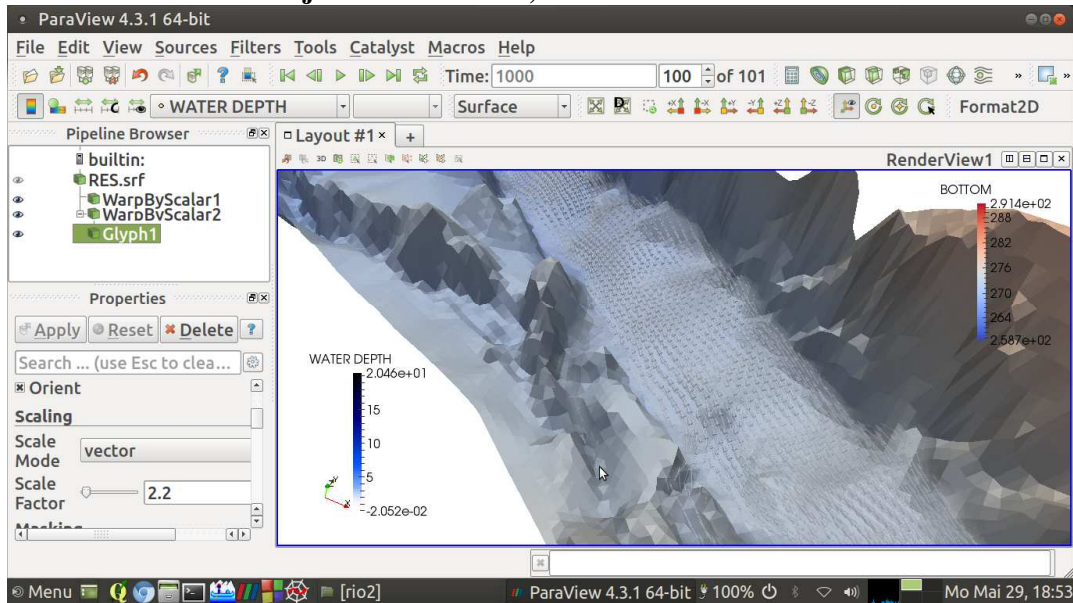 ParaView 4.3.1 64-bit
File Edit View Sources Filters Tools Catalyst Macros Help
Time: 1000 100 of 101
WATER DEPTH Surface Format2D
Pipeline Browser
Layout #1
builtin:
3D
RenderView1
RES.srf
WarpByScalar1
WarpByScalar2
Glyph1
BOTTOM
2.914e+02
288
282
276
270
264
2.587e+02
Properties
Apply Reset Delete ?
Search ... (use Esc to clea...
Orient
Scaling
Scale Mode vector
Scale Factor 2.2
WATER DEPTH
2.046e+01
15
10
5
-2.052e-02
X
Menu [rio2] ParaView 4.3.1 64-bit 100% Mo Mai 29, 18:53